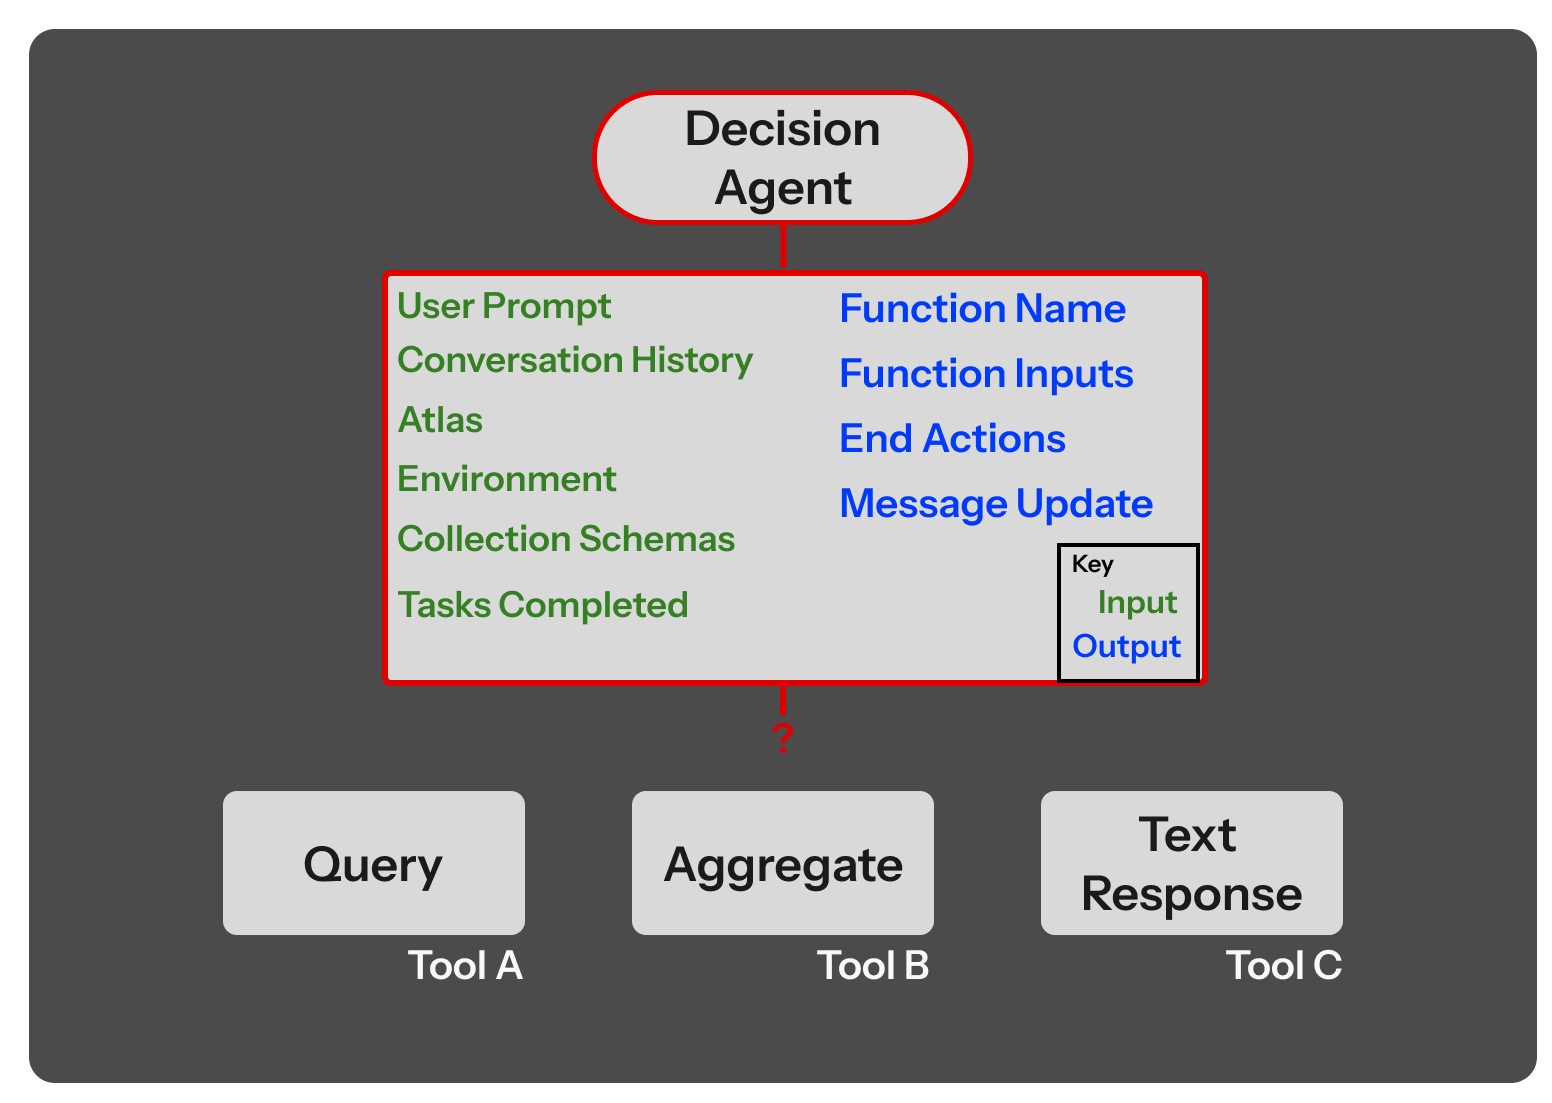 Decision
Agent
User Prompt
Conversation History
Atlas
Environment
Collection Schemas
Tasks Completed
Function Name
Function Inputs
End Actions
Message Update
Key
Input
Output
?
Query
Tool A
Aggregate
Tool B
Text
Response
Tool C